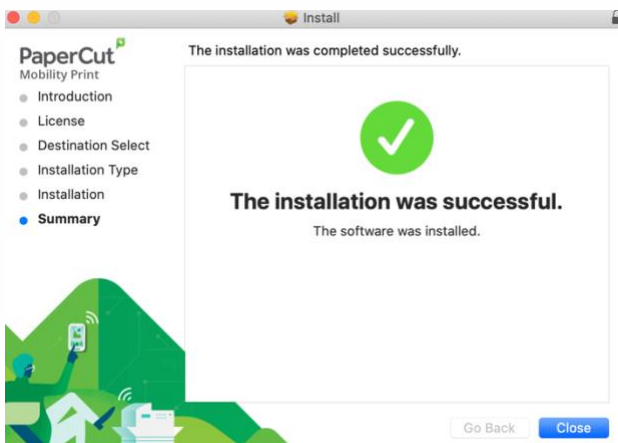 Install
PaperCut
Mobility Print
The installation was completed successfully.
Introduction
License
Destination Select
Installation Type
Installation
Summary
The installation was successful.
The software was installed.
Go Back
Close